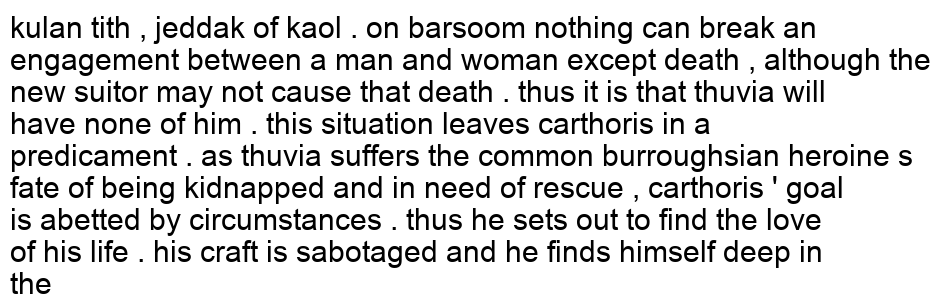 kulan tith , jeddak of kaol . on barsoom nothing can break an
engagement between a man and woman except death , although the
new suitor may not cause that death . thus it is that thuvia will
have none of him . this situation leaves carthoris in a
predicament . as thuvia suffers the common burroughsian heroine s
fate of being kidnapped and in need of rescue , carthoris ' goal
is abetted by circumstances . thus he sets out to find the love
of his life . his craft is sabotaged and he finds himself deep in
the